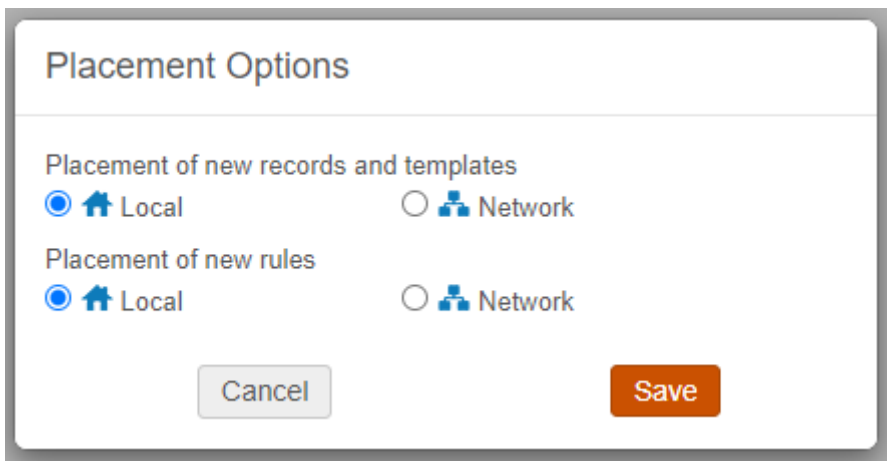 Placement Options
Placement of new records and templates
Local Network
Placement of new rules
Local Network
Cancel Save